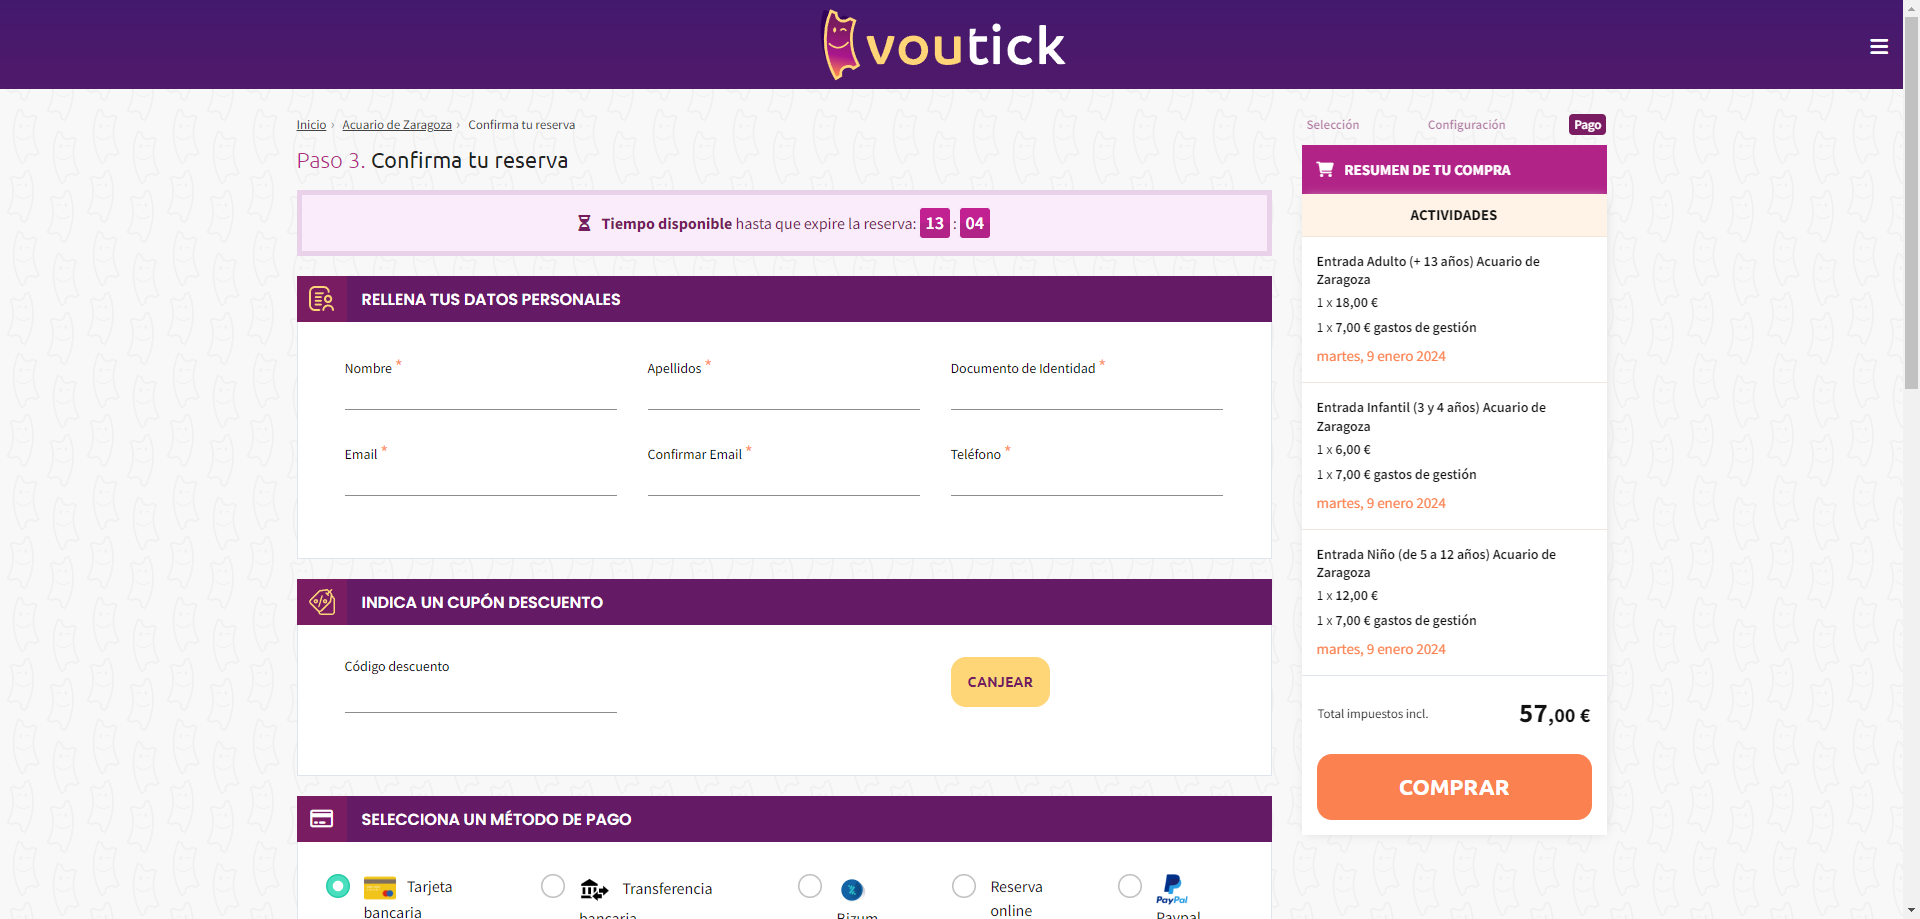 voutick
Inicio › Acuario de Zaragoza › Confirma tu reserva
Paso 3. Confirma tu reserva
Tiempo disponible hasta que expire la reserva: 13 : 04
RELLENA TUS DATOS PERSONALES
Nombre * Apellidos * Documento de Identidad *
Email * Confirmar Email * Teléfono *
INDICA UN CUPÓN DESCUENTO
Código descuento
CANJEAR
SELECCIONA UN MÉTODO DE PAGO
Tarjeta bancaria
Transferencia bancaria
Bizum
Reserva online
PayPal
Paypal
Selección Configuración Pago
RESUMEN DE TU COMPRA
ACTIVIDADES
Entrada Adulto (+ 13 años) Acuario de
Zaragoza
1 x 18,00 €
1 x 7,00 € gastos de gestión
martes, 9 enero 2024
Entrada Infantil (3 y 4 años) Acuario de
Zaragoza
1 x 6,00 €
1 x 7,00 € gastos de gestión
martes, 9 enero 2024
Entrada Niño (de 5 a 12 años) Acuario de
Zaragoza
1 x 12,00 €
1 x 7,00 € gastos de gestión
martes, 9 enero 2024
Total impuestos incl. 57,00 €
COMPRAR